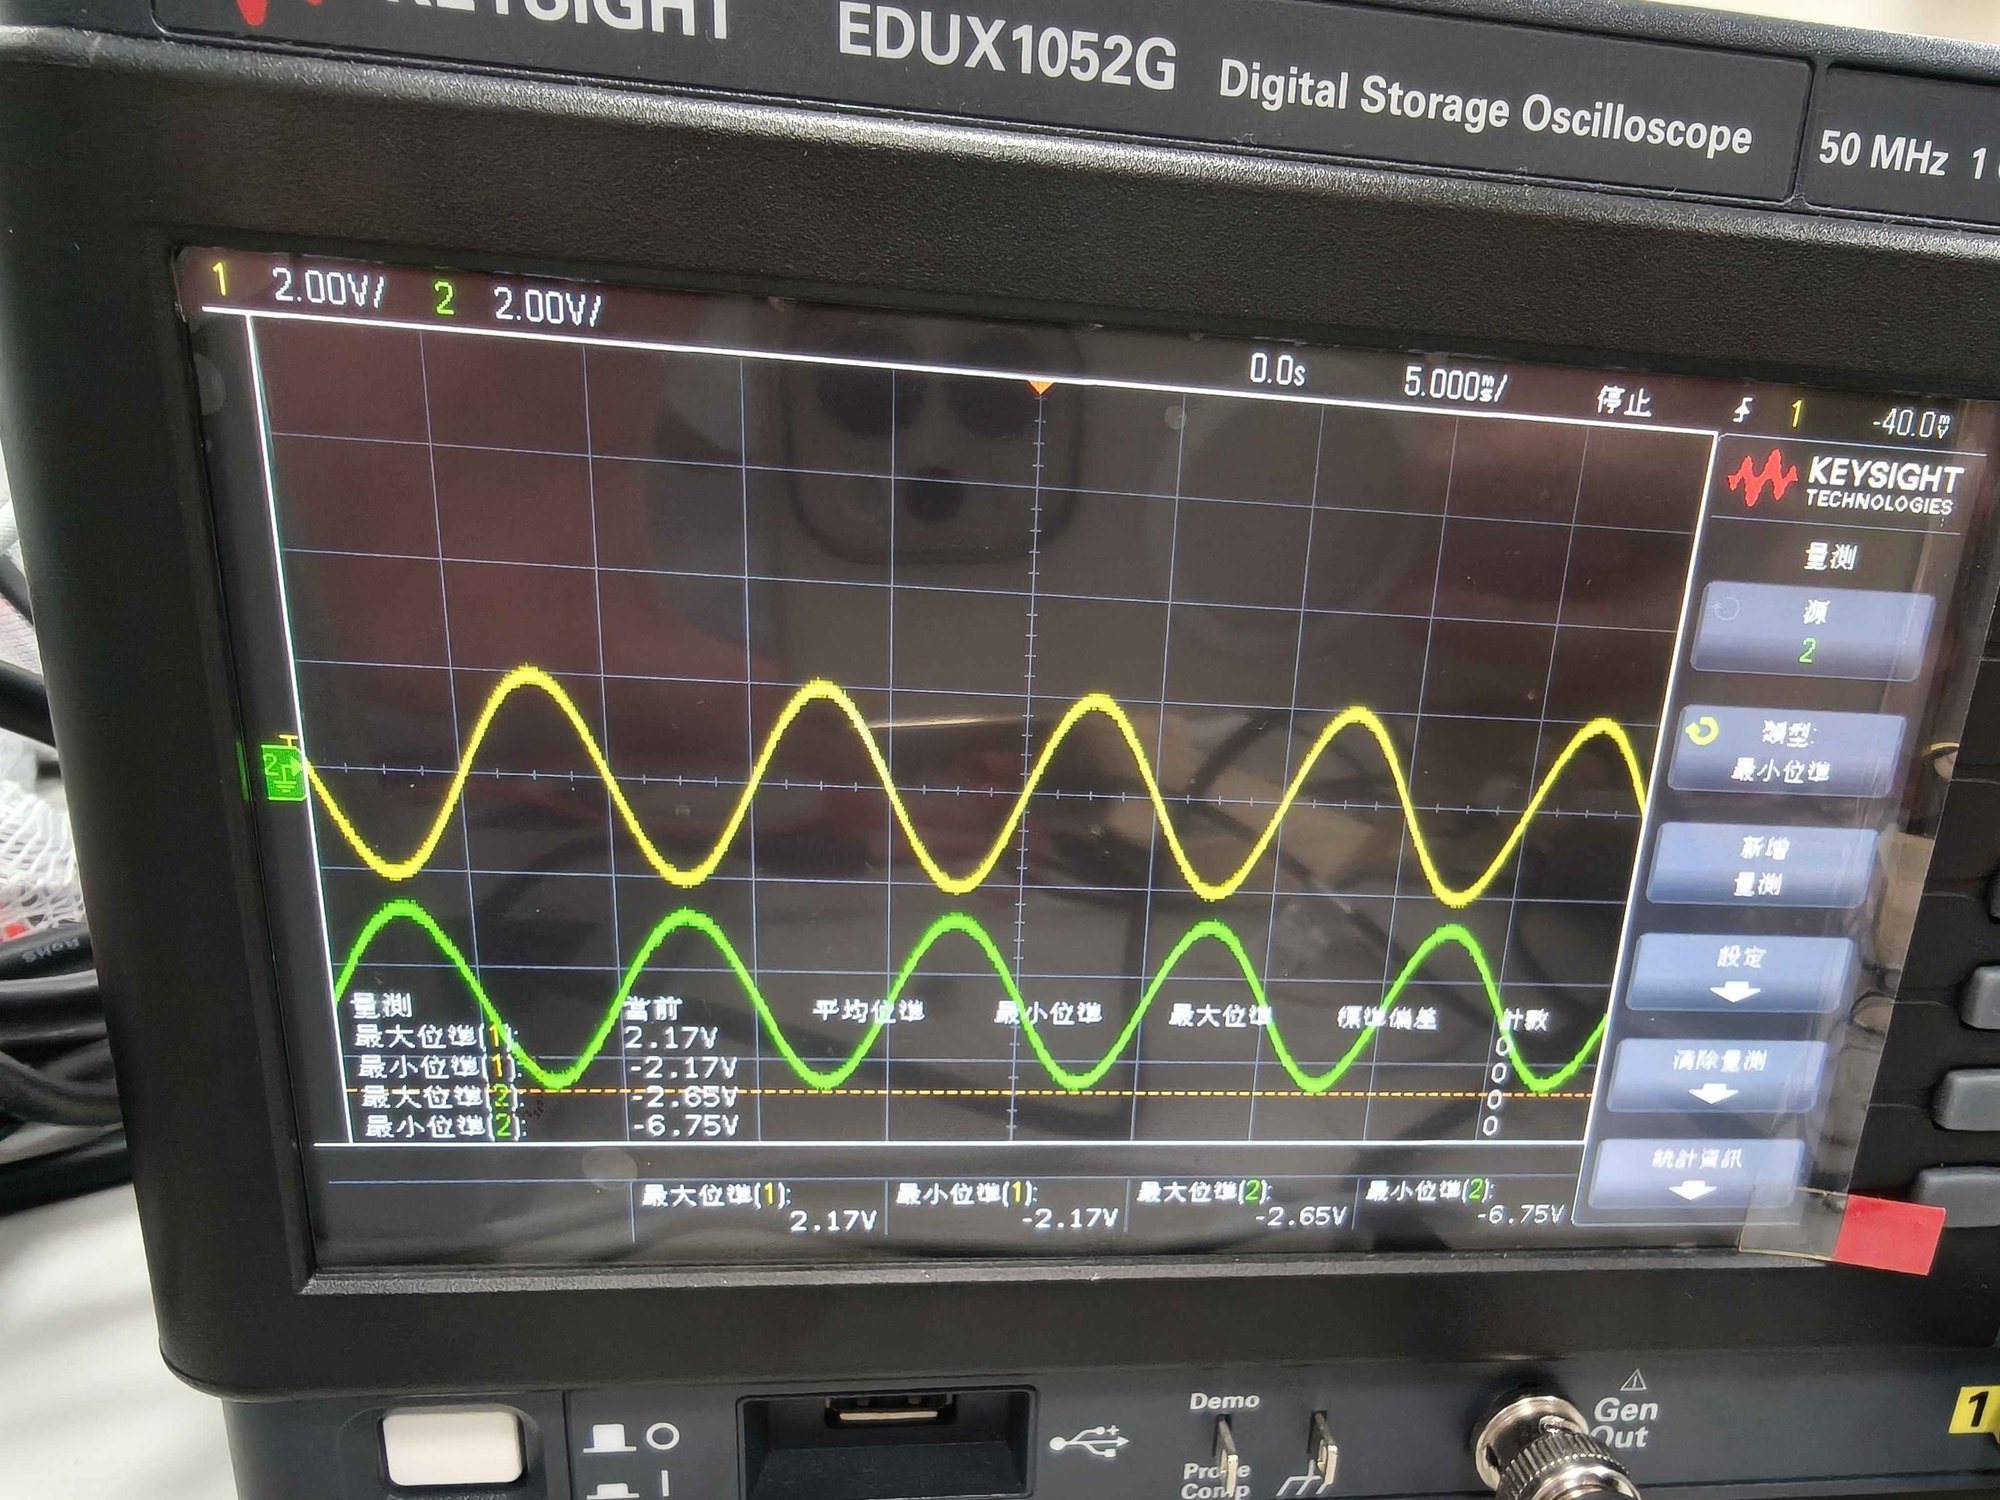 KEYSIGHT
EDUX1052G Digital Storage Oscilloscope
50 MHz 1
1 2.00V/ 2 2.00V/ 0.0s 5.000ms/ 停止 1 -40.0mV
KEYSIGHT
TECHNOLOGIES
量測
源
2
類型:
最小位準
新增
量測
設定
清除量測
統計資訊
T
2
量測 當前 平均位準 最小位準 最大位準 標準偏差 計數
最大位準(1): 2.17V 0
最小位準(1): -2.17V 0
最大位準(2): -2.65V 0
最小位準(2): -6.75V 0
最大位準(1): 最小位準(1): 最大位準(2): 最小位準(2):
2.17V -2.17V -2.65V -6.75V
Demo
Probe
Comp
Gen
Out
1